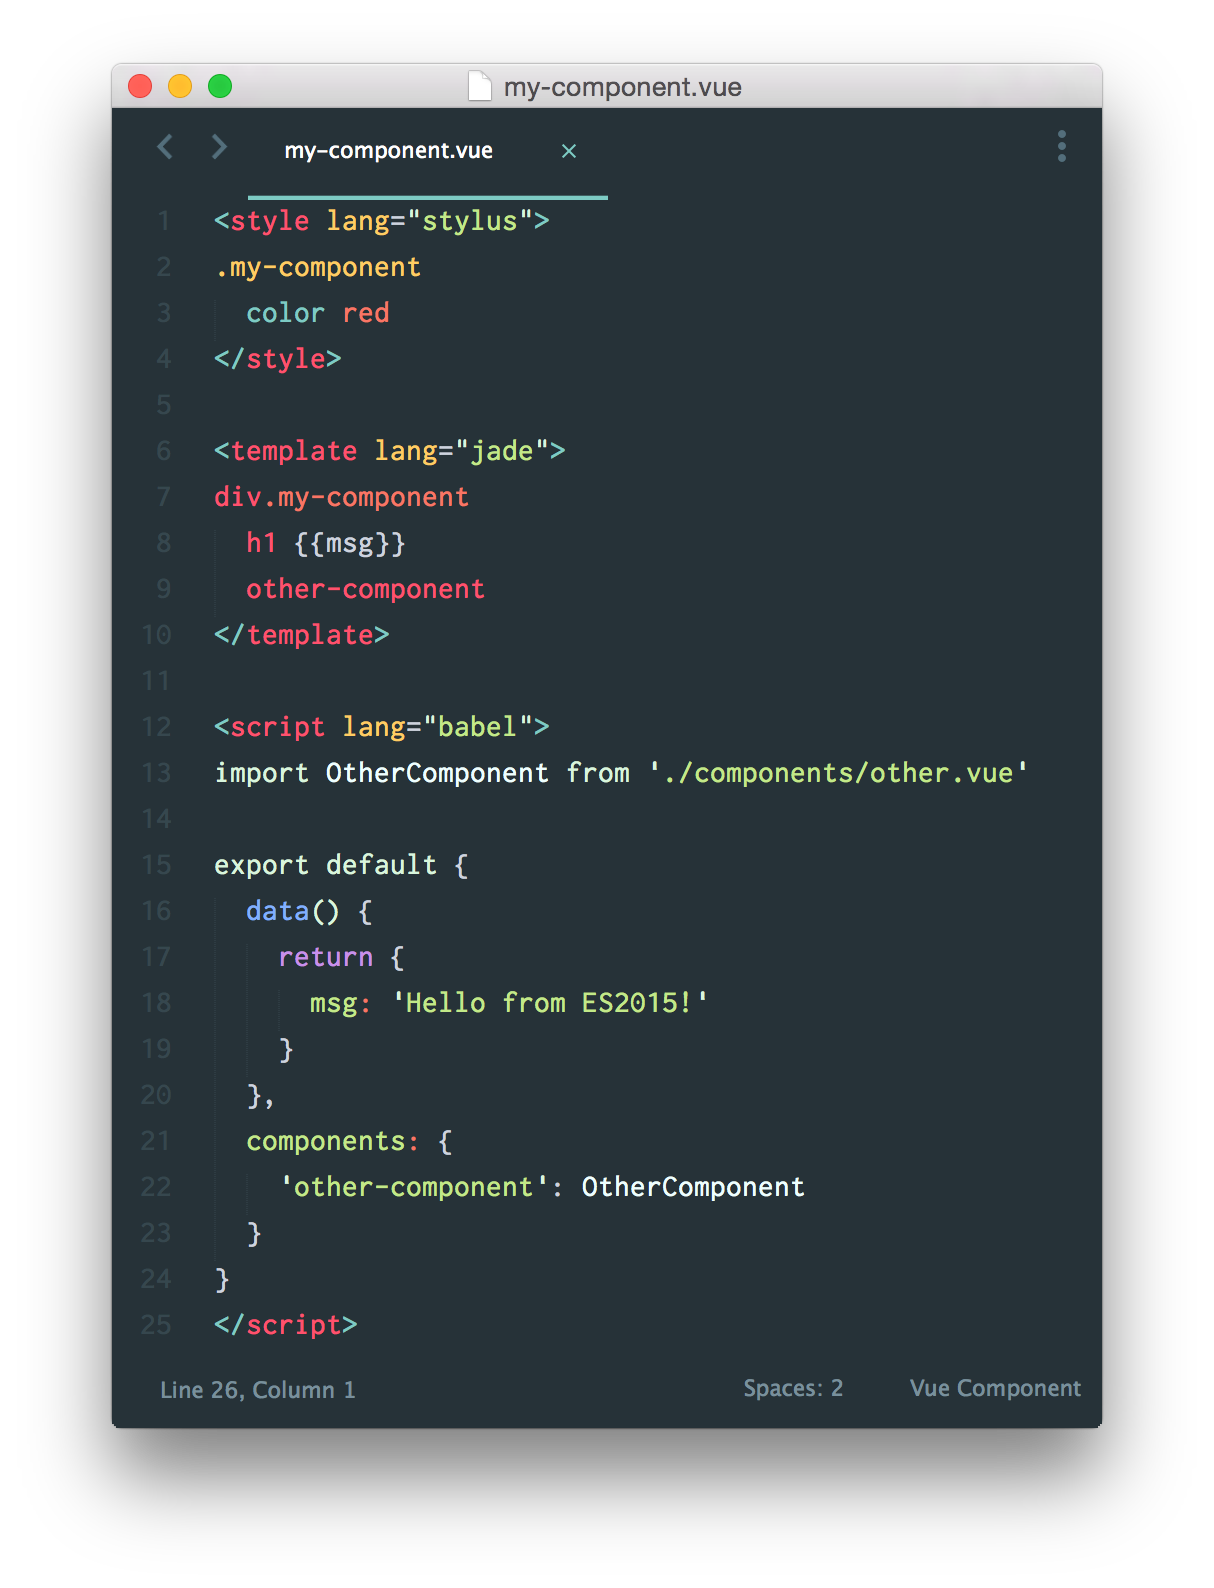 my-component.vue
my-component.vue ×
1 <style lang="stylus">
2 .my-component
3   color red
4 </style>
5
6 <template lang="jade">
7 div.my-component
8   h1 {{msg}}
9   other-component
10 </template>
11
12 <script lang="babel">
13 import OtherComponent from './components/other.vue'
14
15 export default {
16   data() {
17     return {
18       msg: 'Hello from ES2015!'
19     }
20   },
21   components: {
22     'other-component': OtherComponent
23   }
24 }
25 </script>
Line 26, Column 1 Spaces: 2 Vue Component